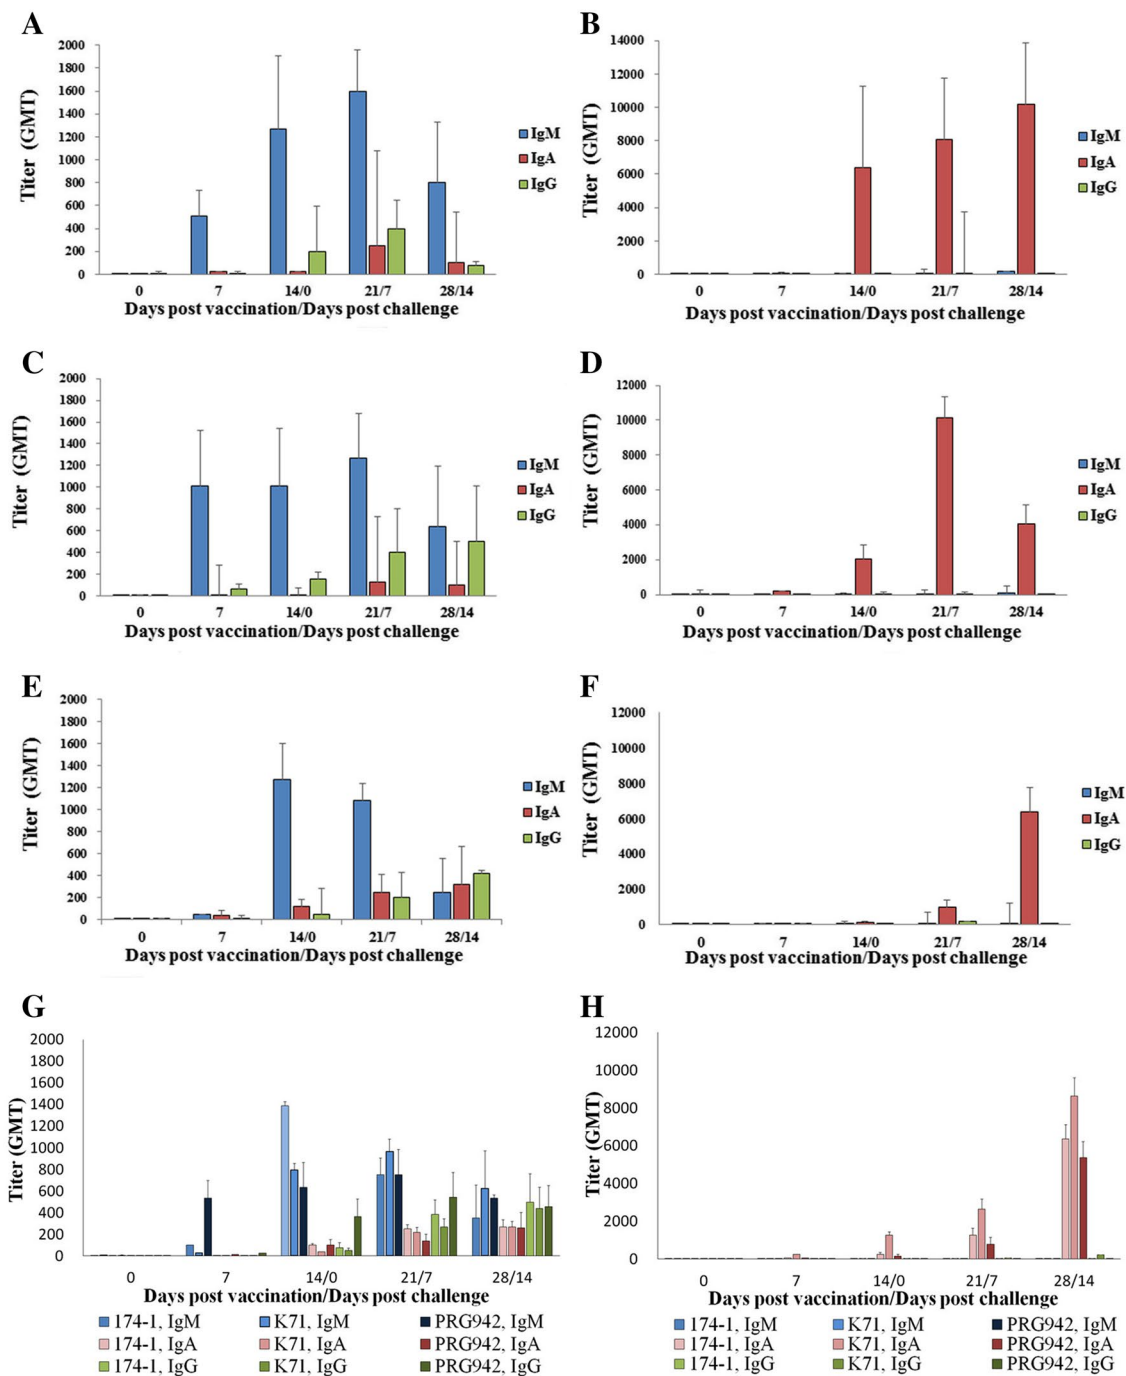 A
2000
1800
1600
1400
1200
1000
800
600
400
200
0
Titer (GMT)
0 7 14/0 21/7 28/14
Days post vaccination/Days post challenge
IgM
IgA
IgG
B
14000
12000
10000
8000
6000
4000
2000
0
Titer (GMT)
0 7 14/0 21/7 28/14
Days post vaccination/Days post challenge
IgM
IgA
IgG
C
2000
1800
1600
1400
1200
1000
800
600
400
200
0
Titer (GMT)
0 7 14/0 21/7 28/14
Days post vaccination/Days post challenge
IgM
IgA
IgG
D
12000
10000
8000
6000
4000
2000
0
Titer (GMT)
0 7 14/0 21/7 28/14
Days post vaccination/Days post challenge
IgM
IgA
IgG
E
2000
1800
1600
1400
1200
1000
800
600
400
200
0
Titer (GMT)
0 7 14/0 21/7 28/14
Days post vaccination/Days post challenge
IgM
IgA
IgG
F
12000
10000
8000
6000
4000
2000
0
Titer (GMT)
0 7 14/0 21/7 28/14
Days post vaccination/Days post challenge
IgM
IgA
IgG
G
2000
1800
1600
1400
1200
1000
800
600
400
200
0
Titer (GMT)
0 7 14/0 21/7 28/14
Days post vaccination/Days post challenge
174-1, IgM K71, IgM PRG942, IgM
174-1, IgA K71, IgA PRG942, IgA
174-1, IgG K71, IgG PRG942, IgG
H
12000
10000
8000
6000
4000
2000
0
Titer (GMT)
0 7 14/0 21/7 28/14
Days post vaccination/Days post challenge
174-1, IgM K71, IgM PRG942, IgM
174-1, IgA K71, IgA PRG942, IgA
174-1, IgG K71, IgG PRG942, IgG